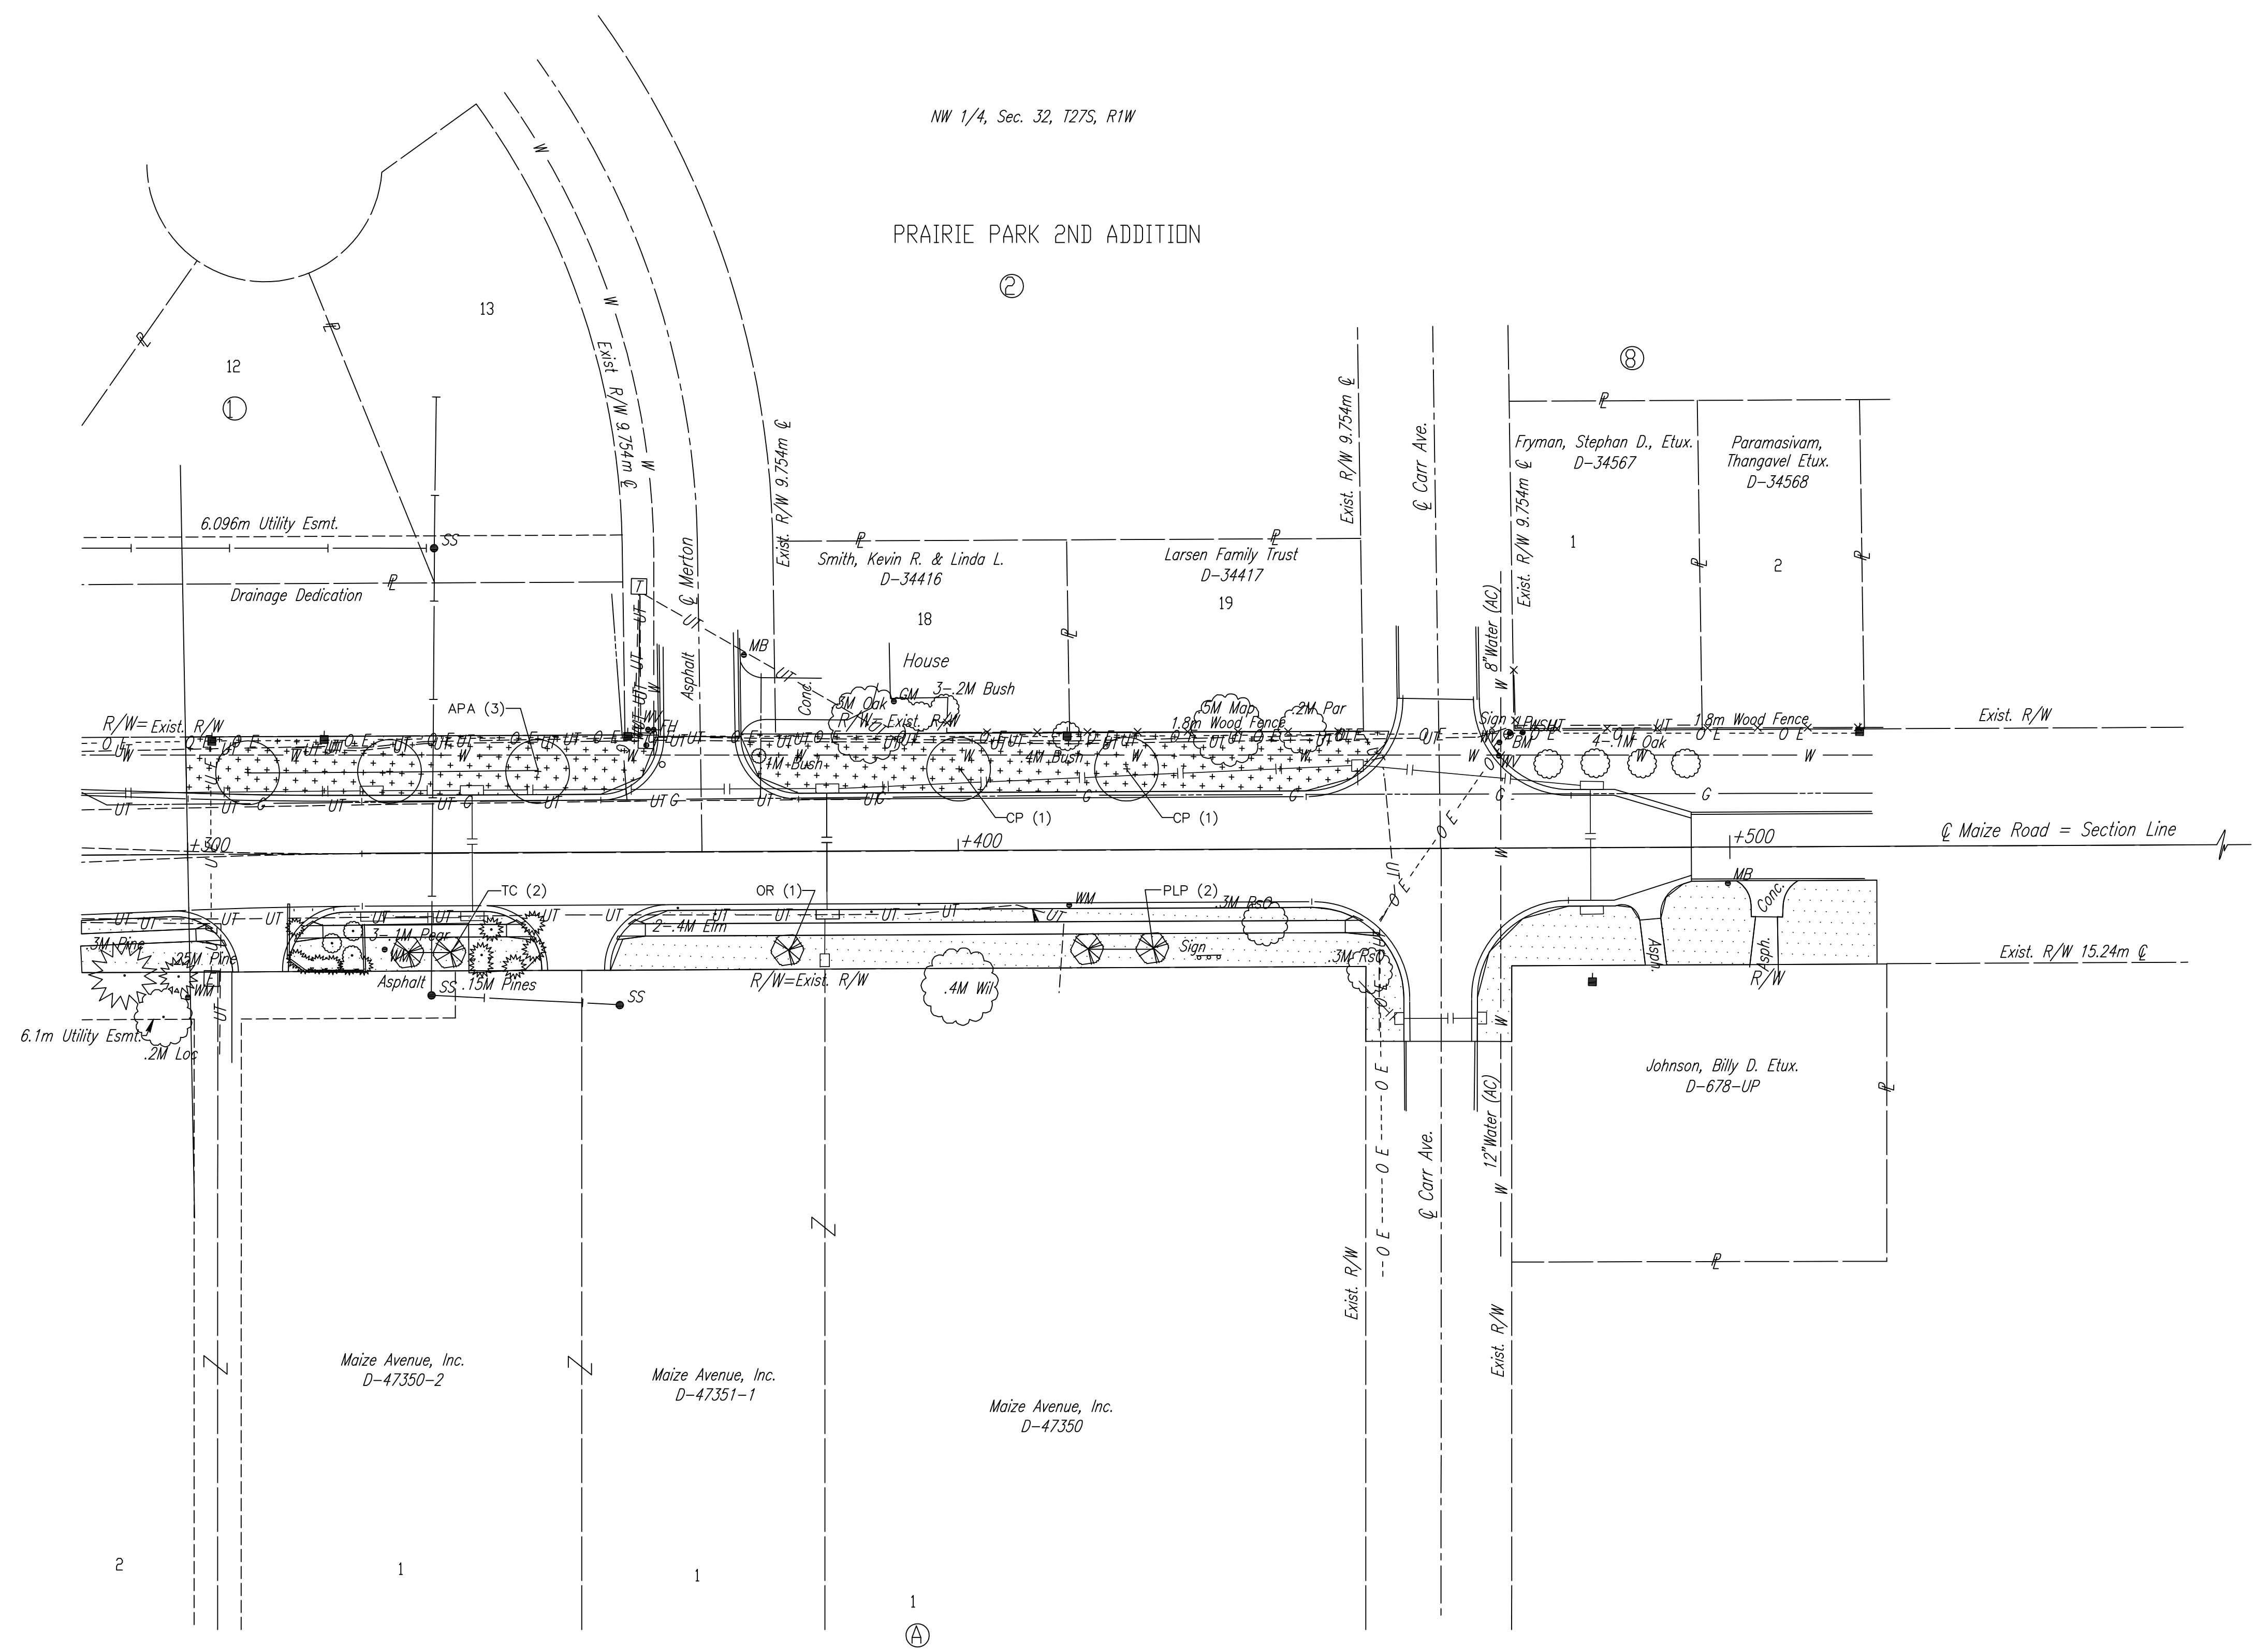 NW 1/4, Sec. 32, T27S, R1W
PRAIRIE PARK 2ND ADDITION
2
13
12
1
8
Exist R/W 9.754m ℄
Exist. R/W 9.754m ℄
Exist. R/W 9.754m ℄
℄ Carr Ave.
Exist. R/W 9.754m ℄
Fryman, Stephan D., Etux.
D-34567
Paramasivam,
Thangavel Etux.
D-34568
1
2
6.096m Utility Esmt.
SS
Drainage Dedication
℄ Merton
Asphalt
T
Smith, Kevin R. & Linda L.
D-34416
18
Larsen Family Trust
D-34417
19
8"Water (AC)
MB
House
Conc.
GM
3-.2M Bush
.5M Map
.2M Par
APA (3)
R/W= Exist. R/W
R/W=Exist. R/W
1.8m Wood Fence
1.8m Wood Fence
Exist. R/W
WV
FH
Sign
BM
WV
4-.1M Oak
.4M Bush
CP (1)
CP (1)
+300
+400
+500
℄ Maize Road = Section Line
TC (2)
OR (1)
PLP (2)
WM
MB
Conc.
.3M RsO
2-.4M Elm
3-.1M Pear
WM
.3M Pine
.25M Pine
WM
Sign
.3M RsO
Asph.
Asph.
Exist. R/W 15.24m ℄
R/W
Asphalt
SS
.15M Pines
SS
R/W=Exist. R/W
.4M Wil
6.1m Utility Esmt.
.2M Loc
Johnson, Billy D. Etux.
D-678-UP
12"Water (AC)
℄ Carr Ave.
Exist. R/W
Exist. R/W
Maize Avenue, Inc.
D-47350-2
Maize Avenue, Inc.
D-47351-1
Maize Avenue, Inc.
D-47350
2
1
1
1
A